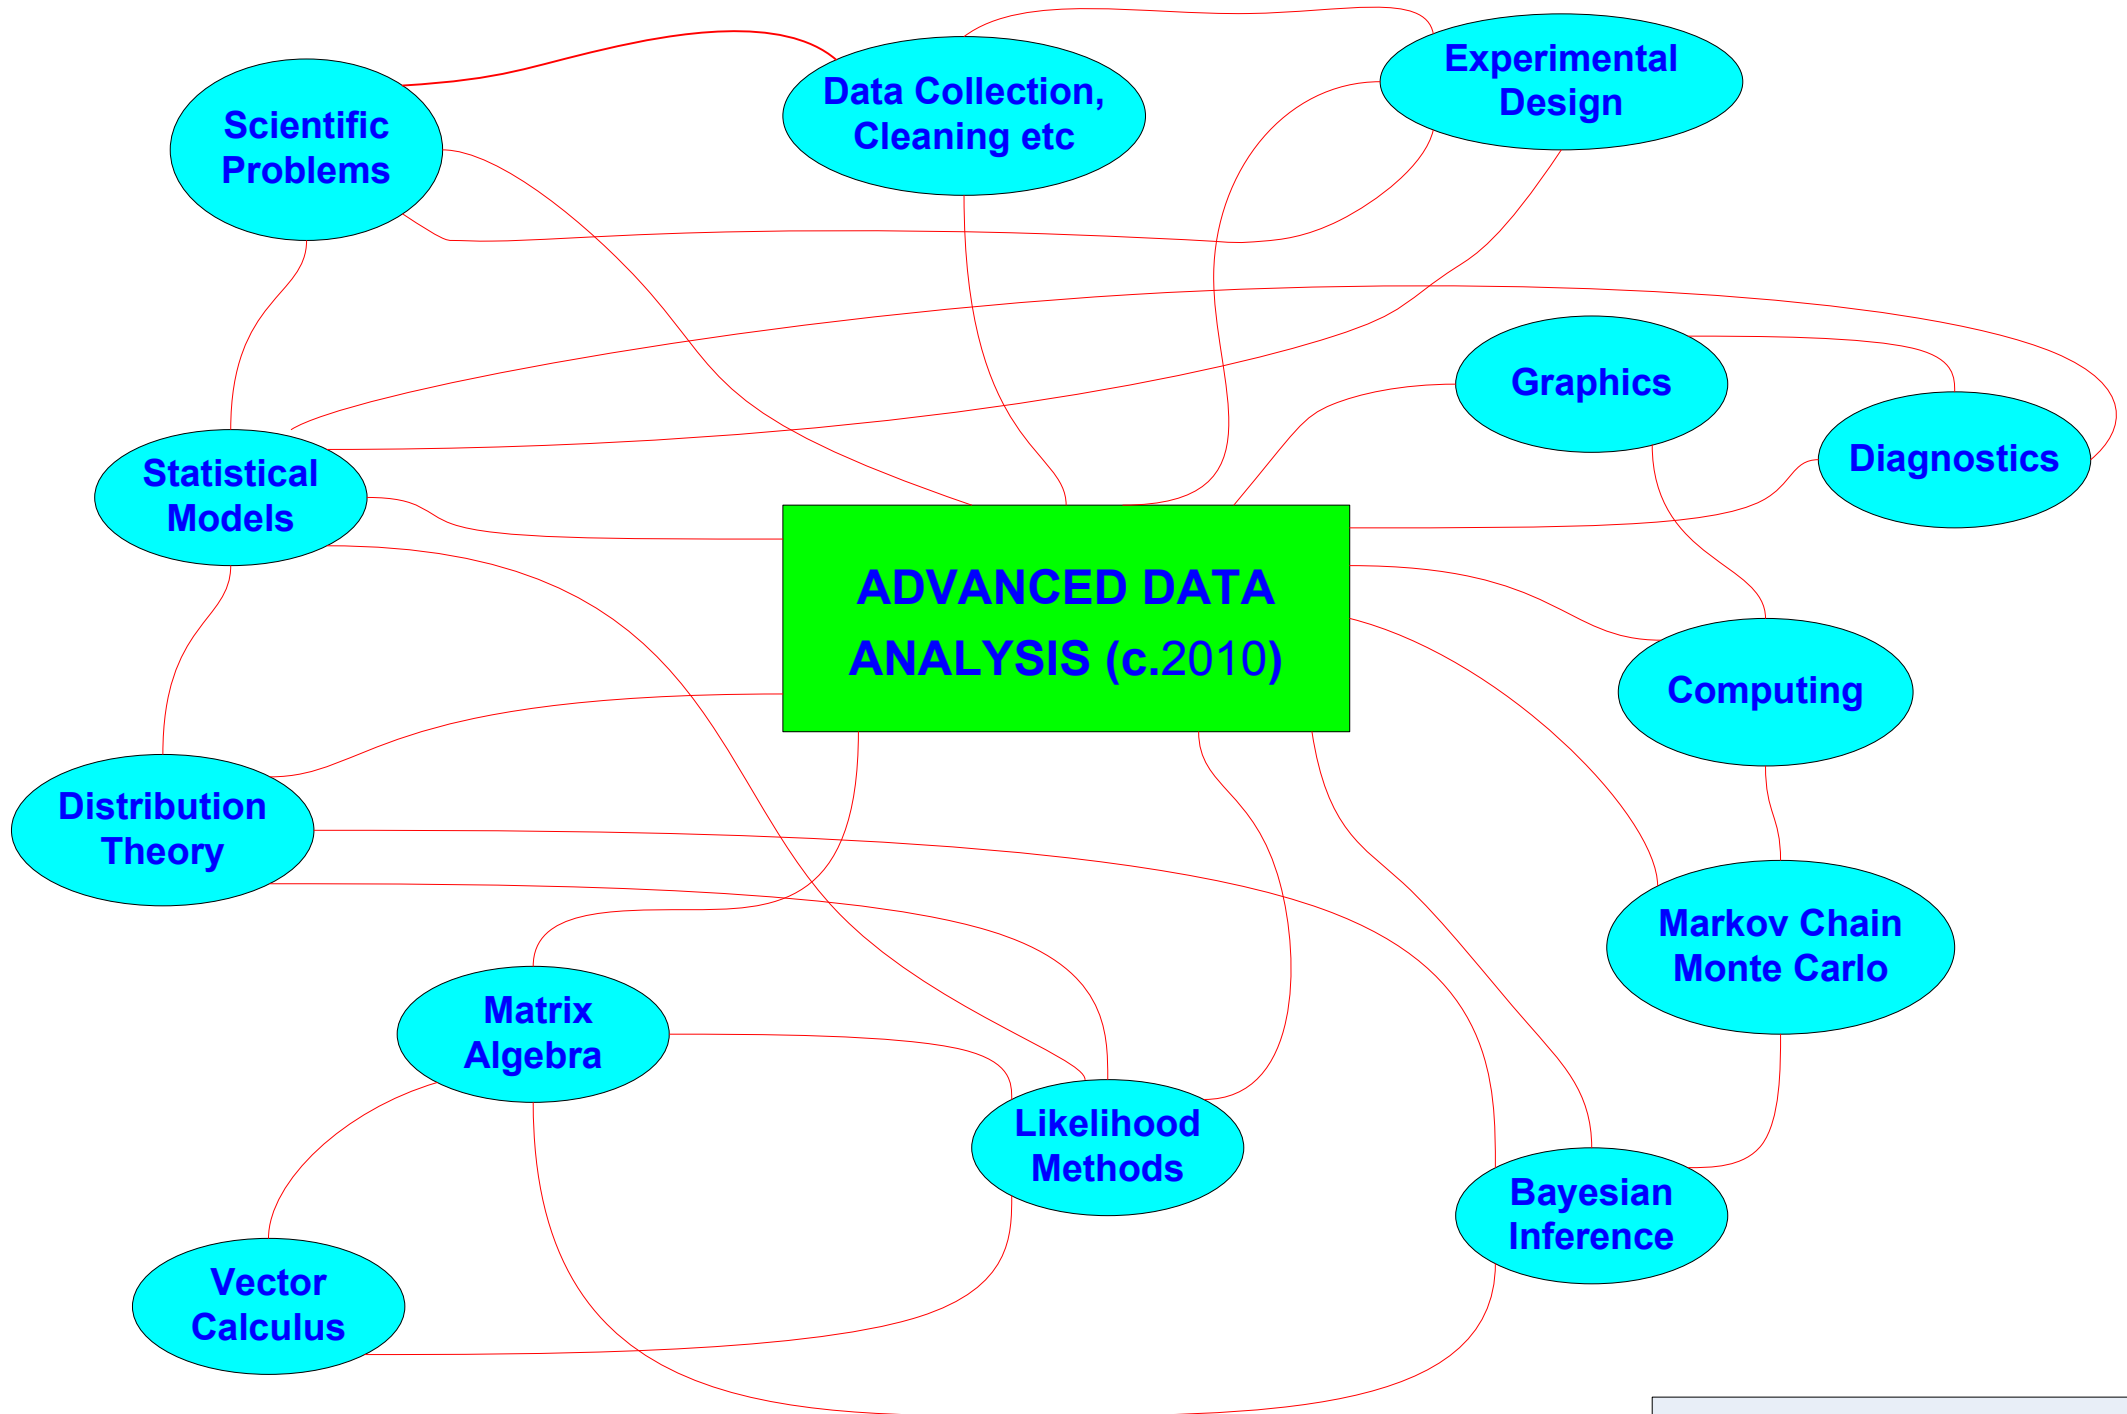 Scientific
Problems
Data Collection,
Cleaning etc
Experimental
Design
Graphics
Diagnostics
Statistical
Models
ADVANCED DATA
ANALYSIS (c.2010)
Computing
Distribution
Theory
Markov Chain
Monte Carlo
Matrix
Algebra
Likelihood
Methods
Bayesian
Inference
Vector
Calculus